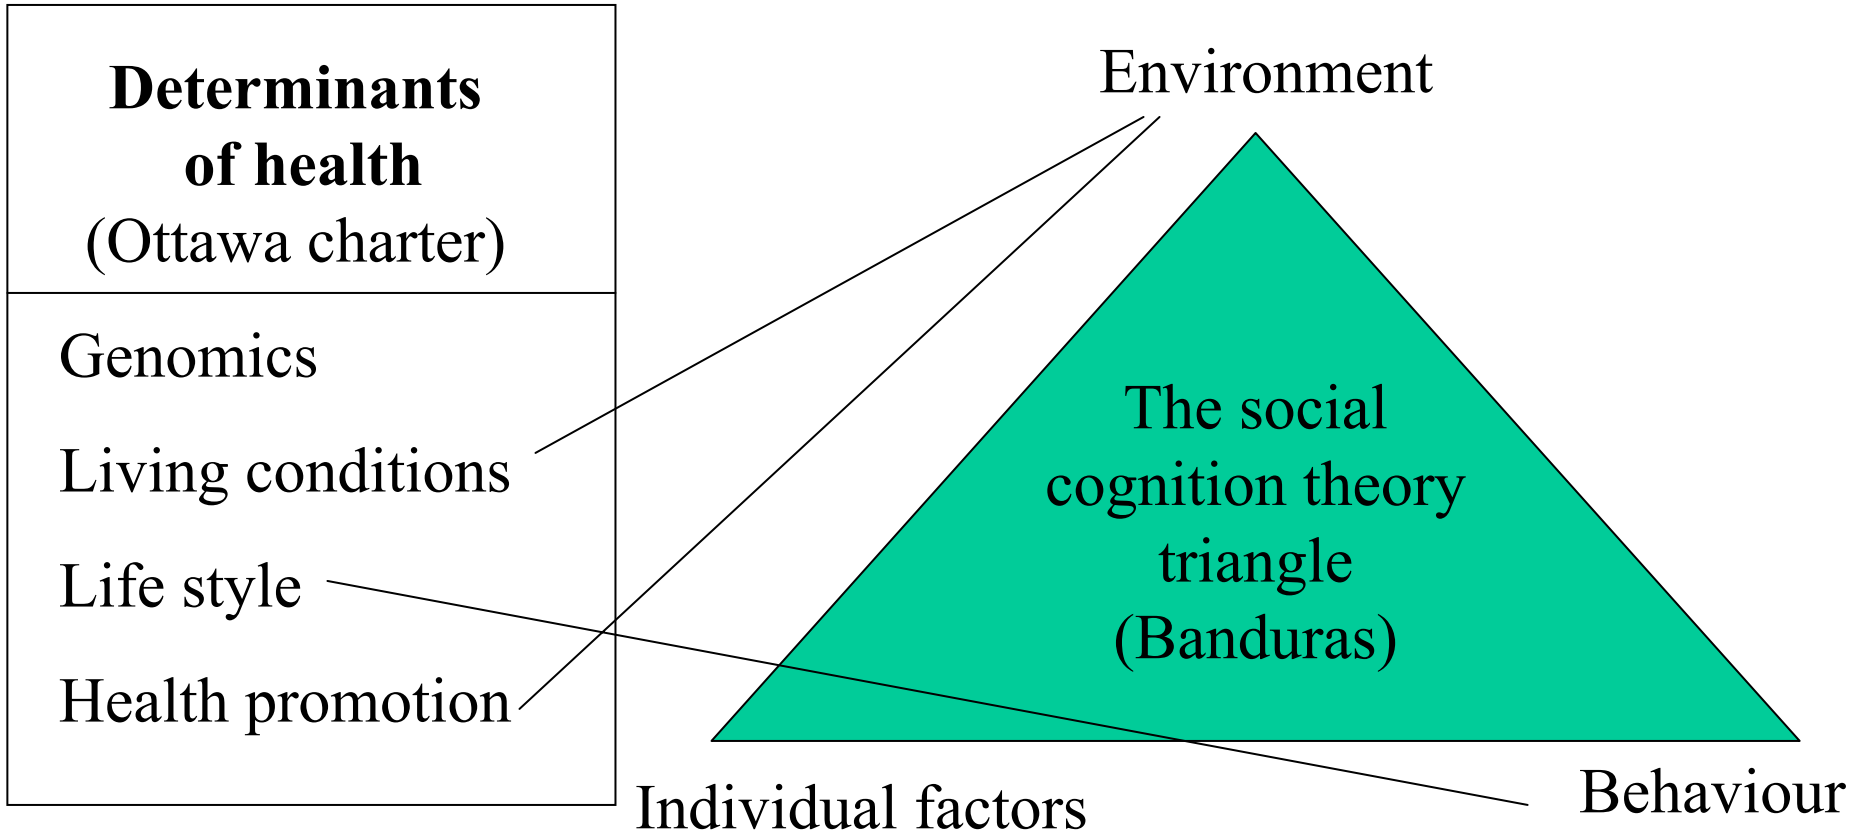 Determinants
of health
(Ottawa charter)
Genomics
Living conditions
Life style
Health promotion
Environment
The social
cognition theory
triangle
(Banduras)
Individual factors
Behaviour